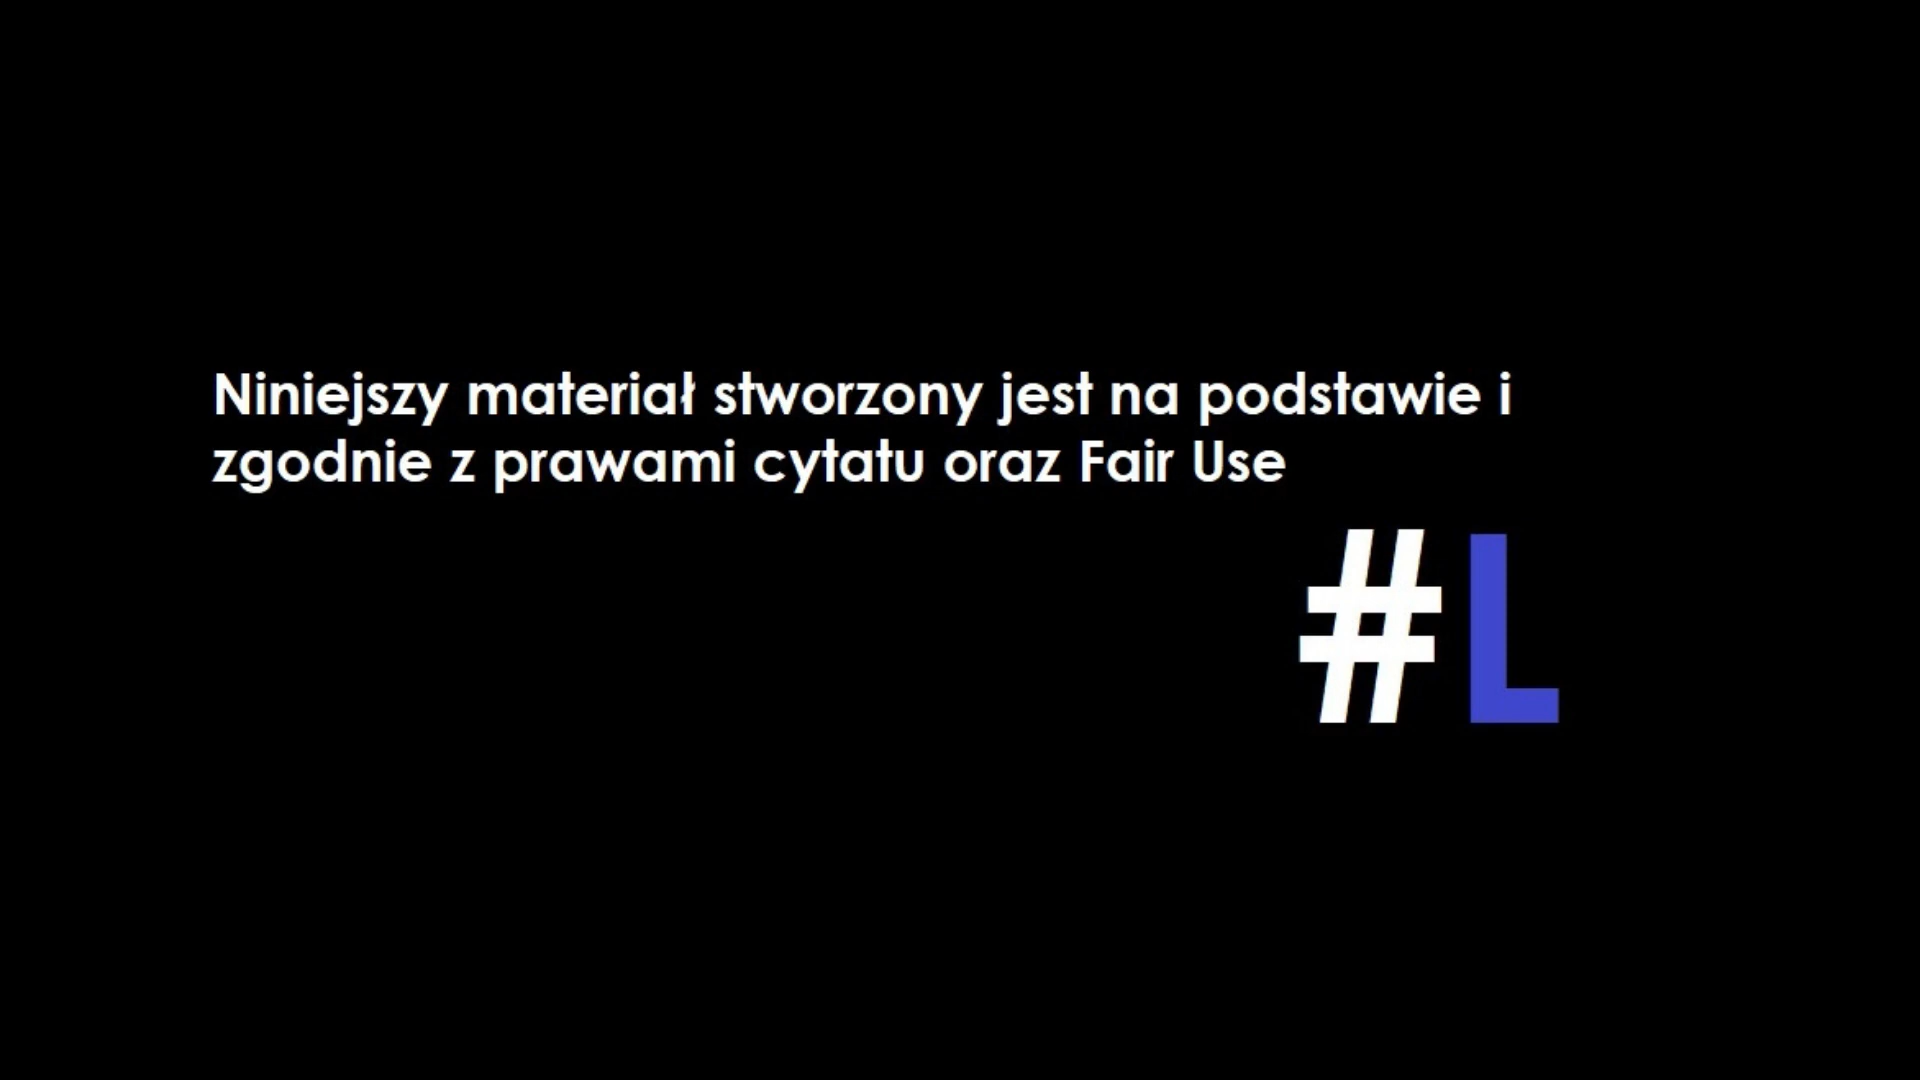 Niniejszy materiał stworzony jest na podstawie i
zgodnie z prawami cytatu oraz Fair Use
#L